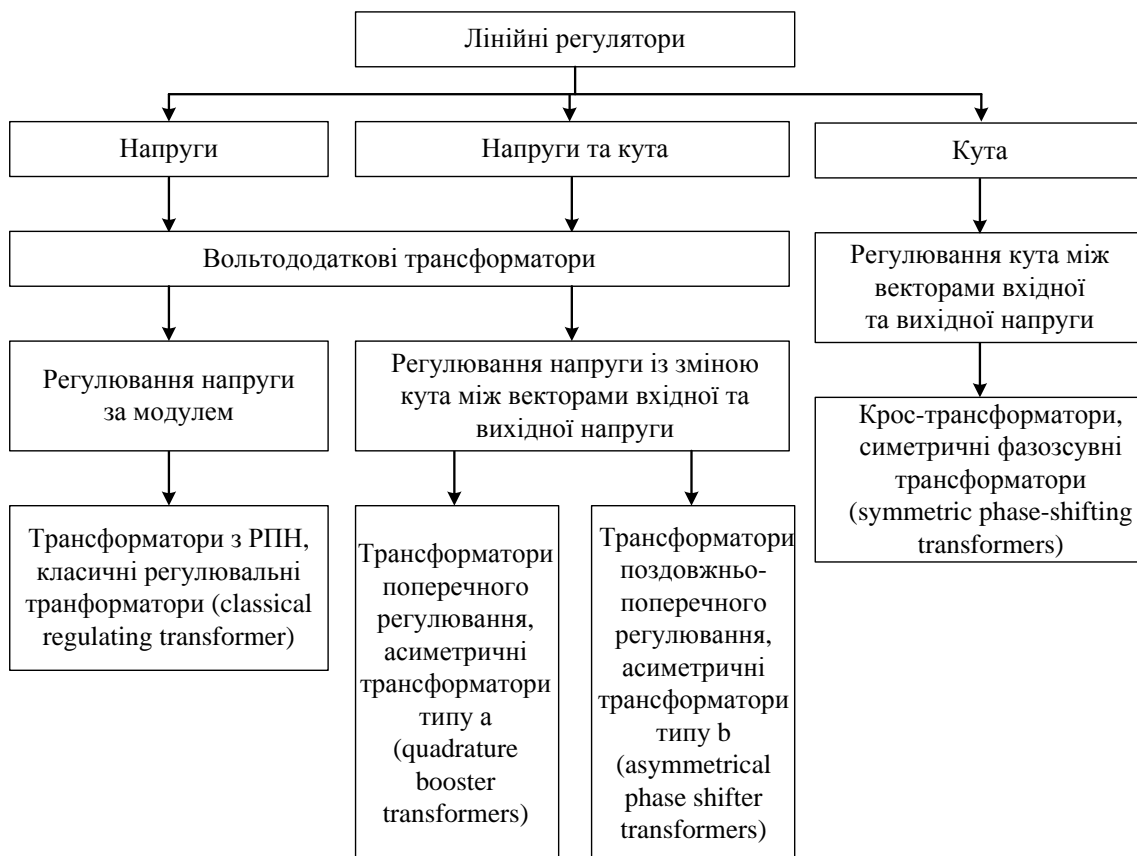 Лінійні регулятори
Напруги
Напруги та кута
Кута
Вольтододаткові трансформатори
Регулювання кута між
векторами вхідної
та вихідної напруги
Регулювання напруги
за модулем
Регулювання напруги із зміною
кута між векторами вхідної та
вихідної напруги
Крос-трансформатори,
симетричні фазозсувні
трансформатори
(symmetric phase-shifting
transformers)
Трансформатори з РПН,
класичні регулювальні
транформатори (classical
regulating transformer)
Трансформатори
поперечного
регулювання,
асиметричні
трансформатори
типу a
(quadrature
booster
transformers)
Трансформатори
поздовжньо-
поперечного
регулювання,
асиметричні
трансформатори
типу b
(asymmetrical
phase shifter
transformers)